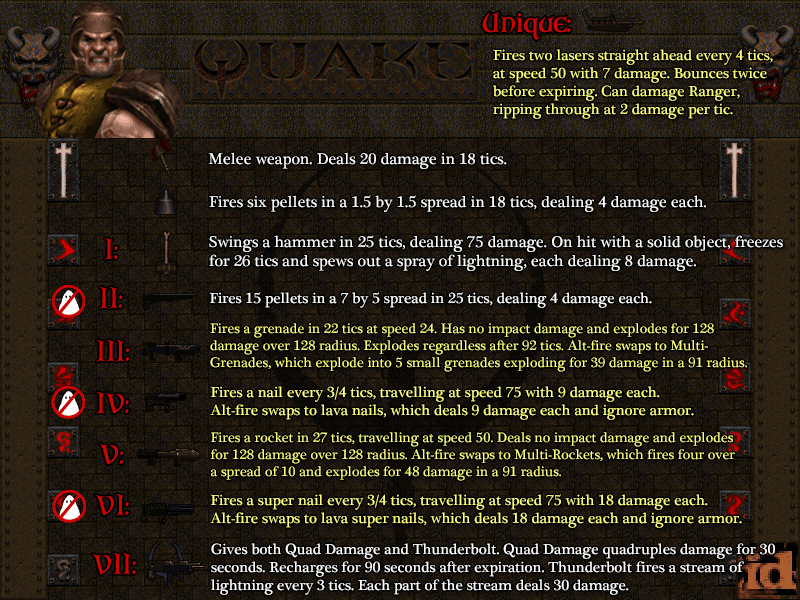 Unique:
QUAKE
Fires two lasers straight ahead every 4 tics,
at speed 50 with 7 damage. Bounces twice
before expiring. Can damage Ranger,
ripping through at 2 damage per tic.
Melee weapon. Deals 20 damage in 18 tics.
Fires six pellets in a 1.5 by 1.5 spread in 18 tics, dealing 4 damage each.
I:
Swings a hammer in 25 tics, dealing 75 damage. On hit with a solid object, freezes
for 26 tics and spews out a spray of lightning, each dealing 8 damage.
II:
Fires 15 pellets in a 7 by 5 spread in 25 tics, dealing 4 damage each.
III:
Fires a grenade in 22 tics at speed 24. Has no impact damage and explodes for 128
damage over 128 radius. Explodes regardless after 92 tics. Alt-fire swaps to Multi-
Grenades, which explode into 5 small grenades exploding for 39 damage in a 91 radius.
IV:
Fires a nail every 3/4 tics, travelling at speed 75 with 9 damage each.
Alt-fire swaps to lava nails, which deals 9 damage each and ignore armor.
V:
Fires a rocket in 27 tics, travelling at speed 50. Deals no impact damage and explodes
for 128 damage over 128 radius. Alt-fire swaps to Multi-Rockets, which fires four over
a spread of 10 and explodes for 48 damage in a 91 radius.
VI:
Fires a super nail every 3/4 tics, travelling at speed 75 with 18 damage each.
Alt-fire swaps to lava super nails, which deals 18 damage each and ignore armor.
VII:
Gives both Quad Damage and Thunderbolt. Quad Damage quadruples damage for 30
seconds. Recharges for 90 seconds after expiration. Thunderbolt fires a stream of
lightning every 3 tics. Each part of the stream deals 30 damage.
id